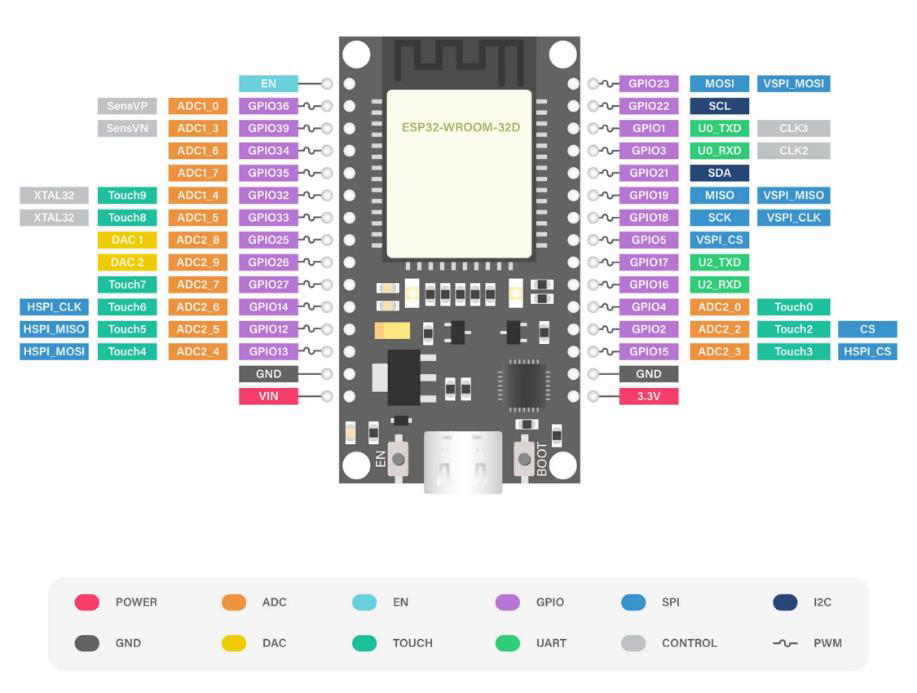 EN GPIO23 MOSI VSPI_MOSI
SensVP ADC1_0 GPIO36 GPIO22 SCL
SensVN ADC1_3 GPIO39 ESP32-WROOM-32D GPIO1 U0_TXD CLK3
ADC1_6 GPIO34 GPIO3 U0_RXD CLK2
ADC1_7 GPIO35 GPIO21 SDA
XTAL32 Touch9 ADC1_4 GPIO32 GPIO19 MISO VSPI_MISO
XTAL32 Touch8 ADC1_5 GPIO33 GPIO18 SCK VSPI_CLK
DAC 1 ADC2_8 GPIO25 GPIO5 VSPI_CS
DAC 2 ADC2_9 GPIO26 GPIO17 U2_TXD
Touch7 ADC2_7 GPIO27 GPIO16 U2_RXD
HSPI_CLK Touch6 ADC2_6 GPIO14 GPIO4 ADC2_0 Touch0
HSPI_MISO Touch5 ADC2_5 GPIO12 GPIO2 ADC2_2 Touch2 CS
HSPI_MOSI Touch4 ADC2_4 GPIO13 GPIO15 ADC2_3 Touch3 HSPI_CS
GND GND
VIN 3.3V
EN BOOT
POWER ADC EN GPIO SPI I2C
GND DAC TOUCH UART CONTROL PWM